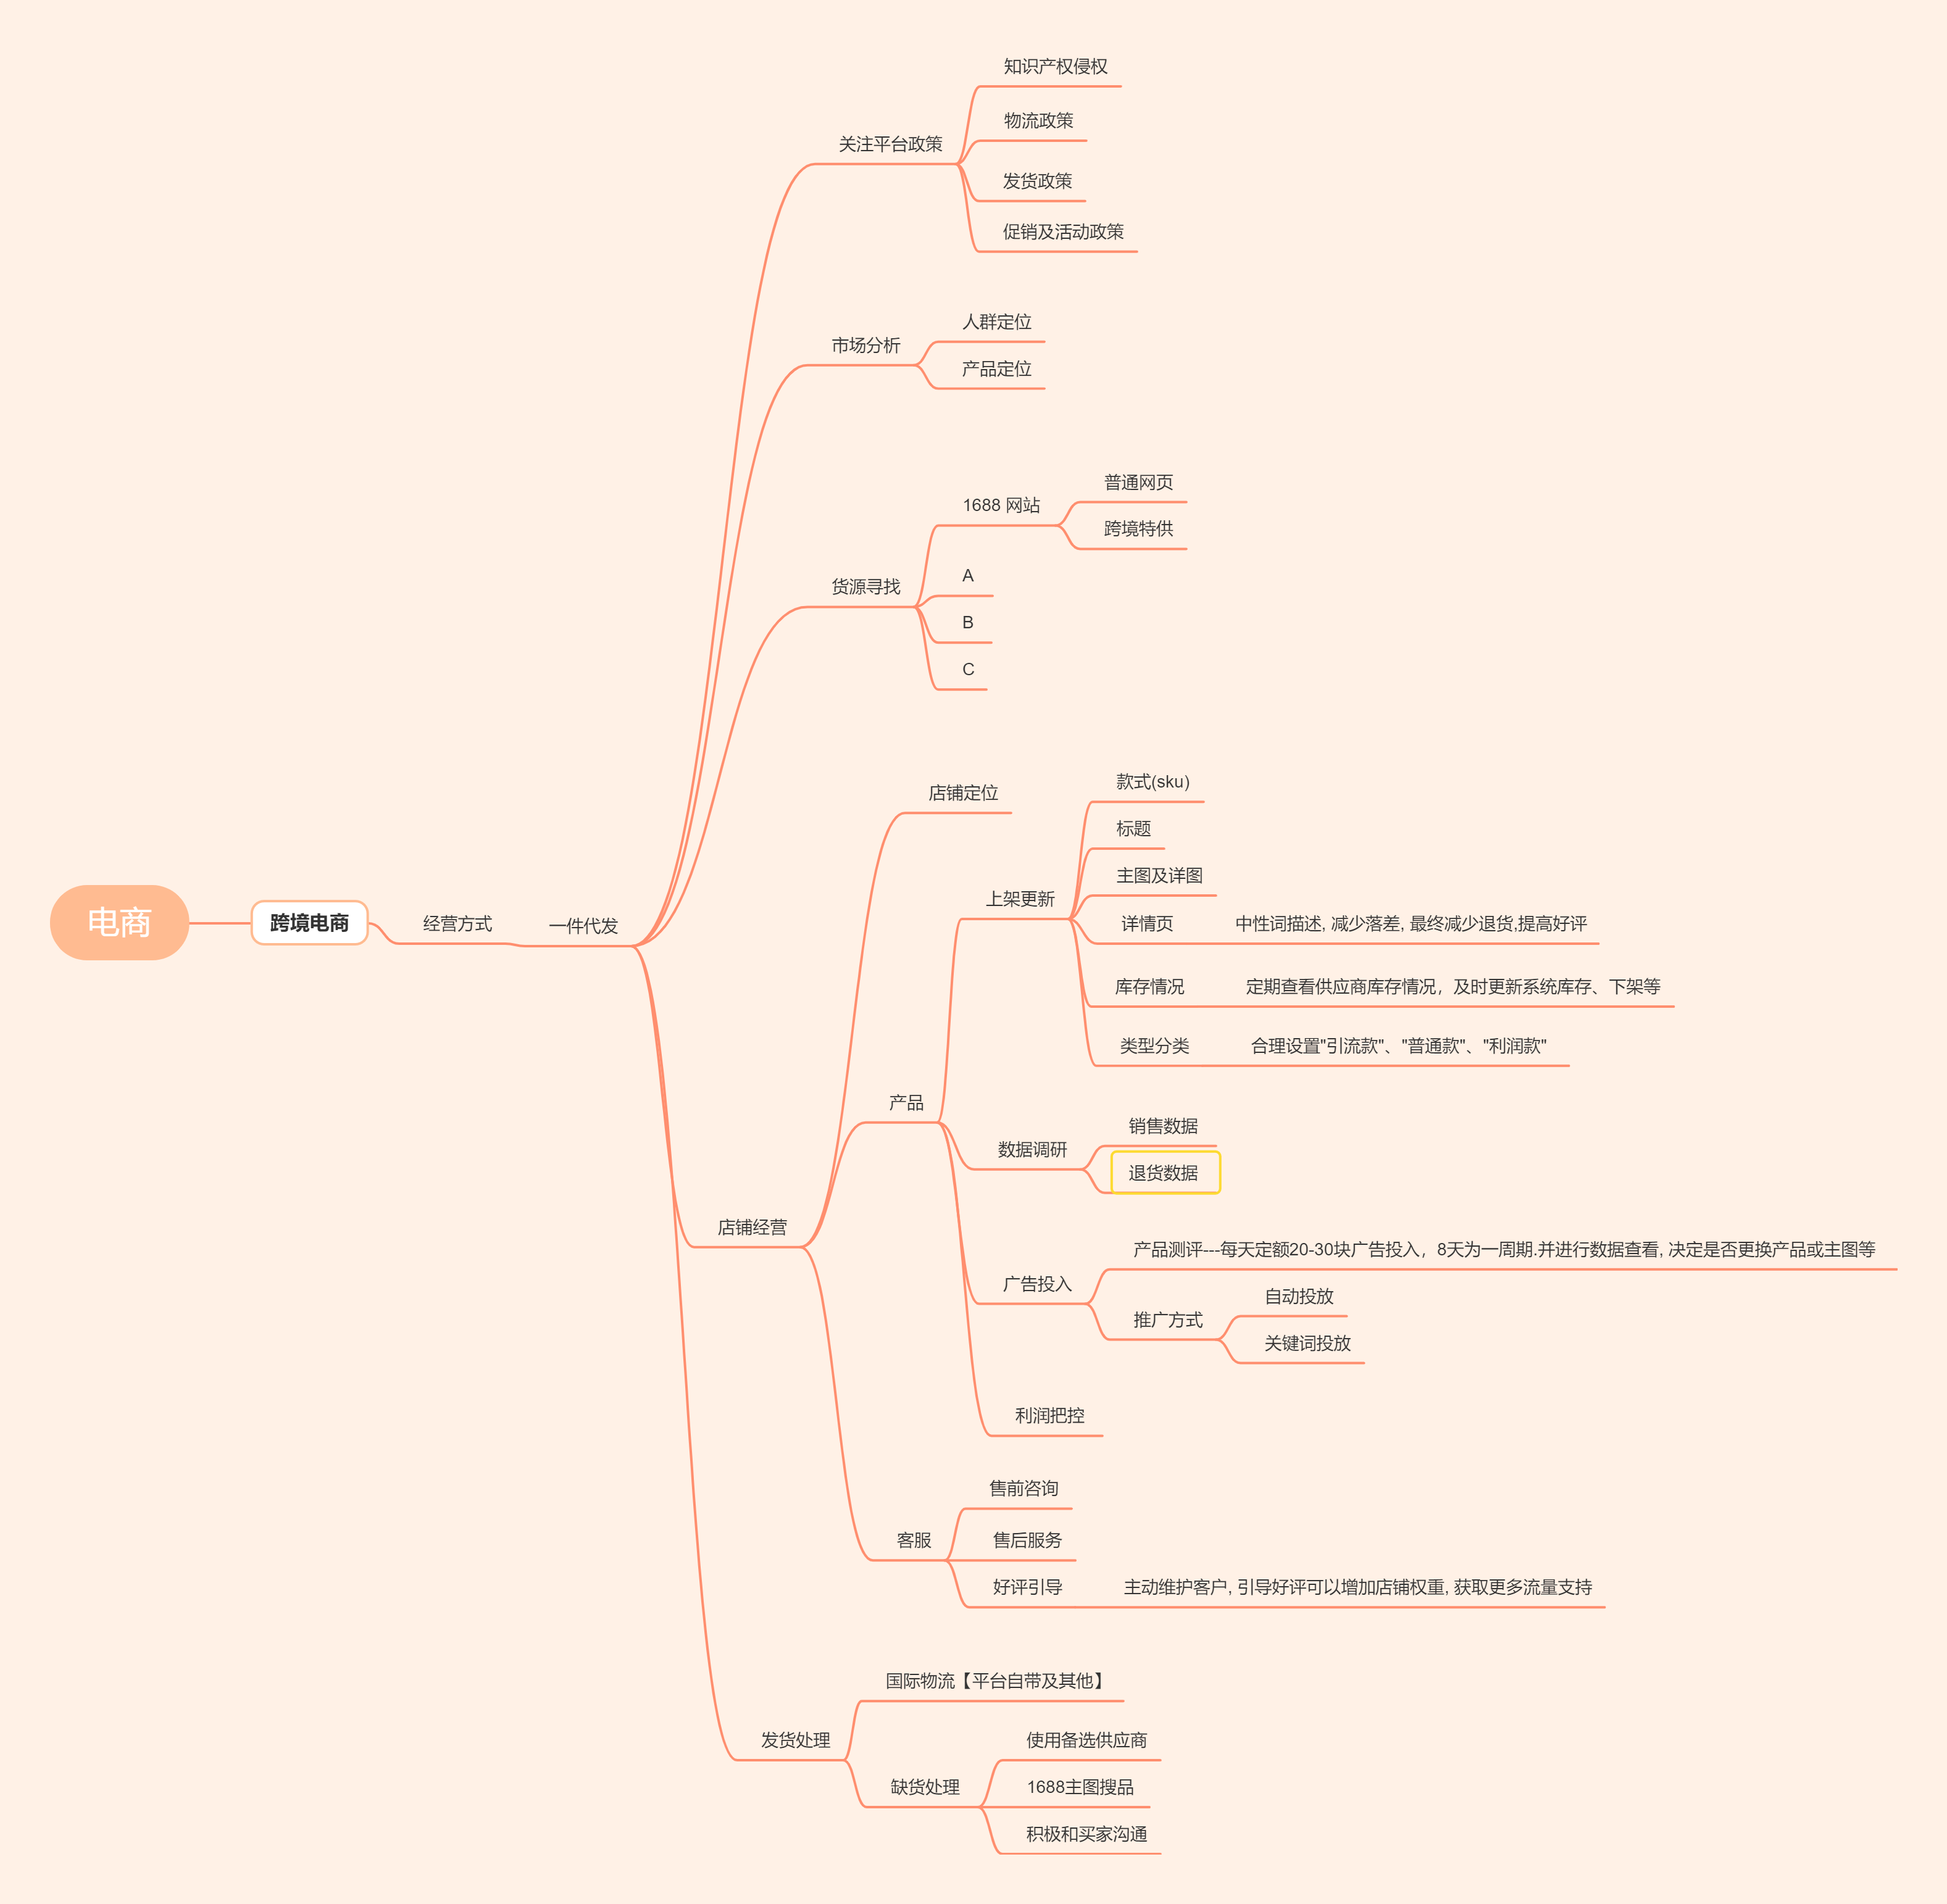 电商
跨境电商
经营方式
一件代发
关注平台政策
知识产权侵权
物流政策
发货政策
促销及活动政策
市场分析
人群定位
产品定位
货源寻找
1688 网站
普通网页
跨境特供
A
B
C
店铺经营
店铺定位
产品
上架更新
款式(sku)
标题
主图及详图
详情页
中性词描述, 减少落差, 最终减少退货,提高好评
库存情况
定期查看供应商库存情况，及时更新系统库存、下架等
类型分类
合理设置"引流款"、"普通款"、"利润款"
数据调研
销售数据
退货数据
广告投入
产品测评---每天定额20-30块广告投入，8天为一周期.并进行数据查看, 决定是否更换产品或主图等
推广方式
自动投放
关键词投放
利润把控
客服
售前咨询
售后服务
好评引导
主动维护客户, 引导好评可以增加店铺权重, 获取更多流量支持
发货处理
国际物流【平台自带及其他】
缺货处理
使用备选供应商
1688主图搜品
积极和买家沟通